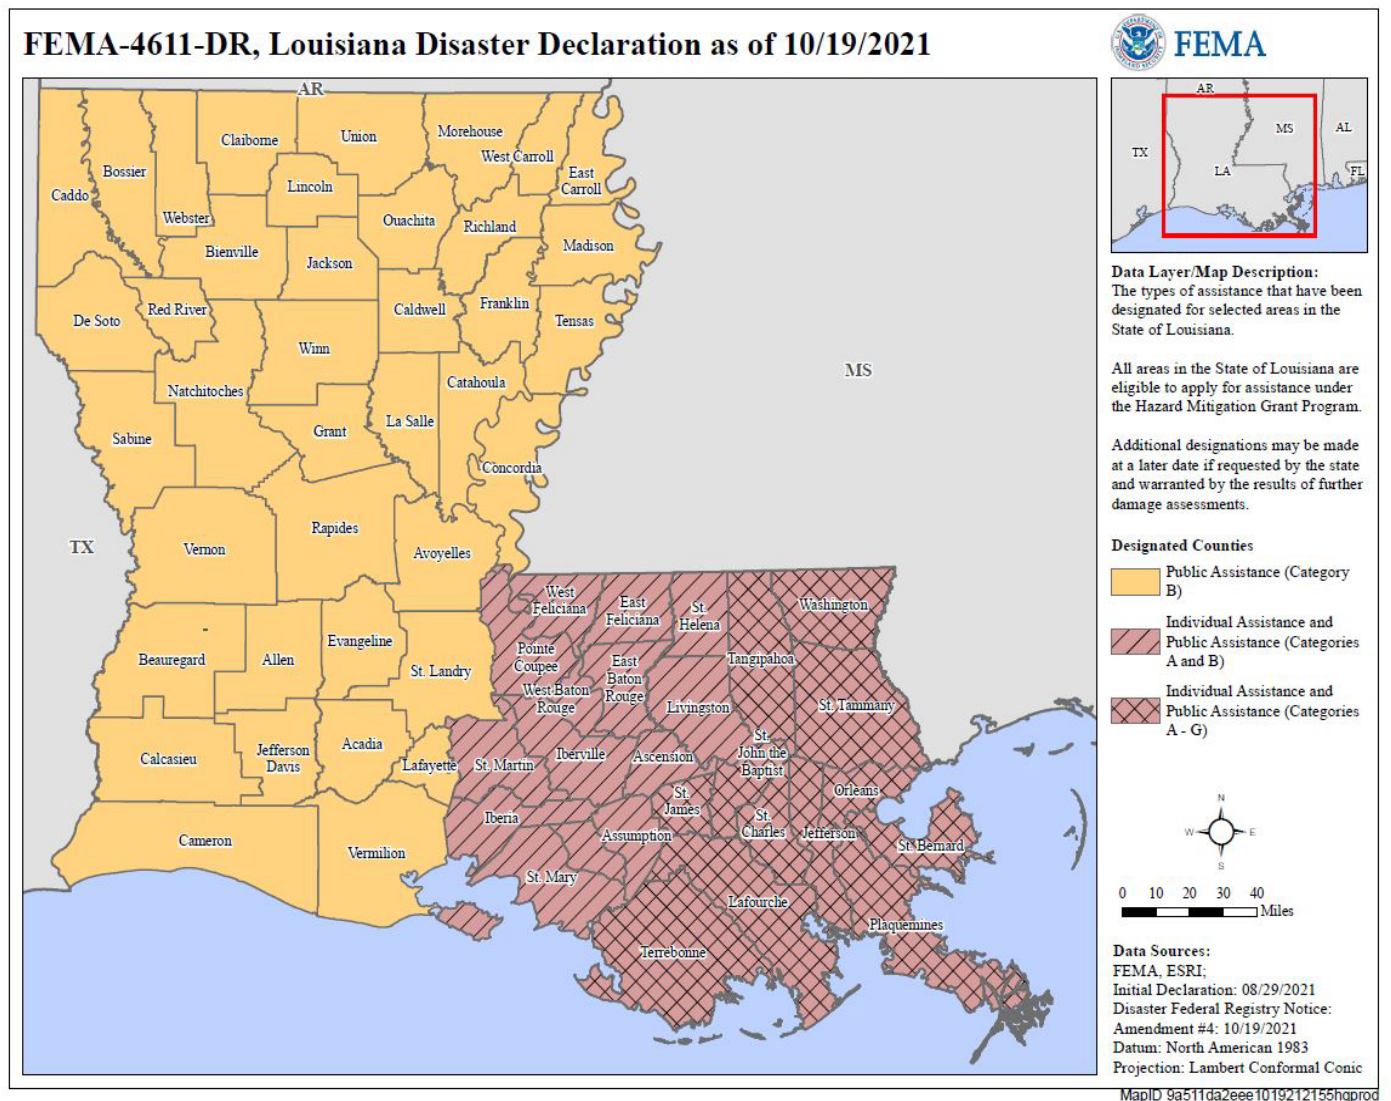 FEMA-4611-DR, Louisiana Disaster Declaration as of 10/19/2021
FEMA
AR
Claiborne
Union
Morehouse
West Carroll
East
Carroll
Bossier
Caddo
Webster
Lincoln
Ouachita
Richland
Madison
Bienville
Jackson
De Soto
Red River
Caldwell
Franklin
Tensas
Winn
Natchitoches
Catahoula
La Salle
Sabine
Grant
Concordia
MS
TX
Vernon
Rapides
Avoyelles
West
Feliciana
East
Feliciana
St.
Helena
Washington
Beauregard
Allen
Evangeline
St. Landry
Pointe
Coupee
East
Baton
Rouge
Tangipahoa
West Baton
Rouge
Livingston
St. Tammany
Calcasieu
Jefferson
Davis
Acadia
Lafayette
St. Martin
Iberville
Ascension
St.
John the
Baptist
Orleans
St.
James
Iberia
Assumption
St.
Charles
Jefferson
St. Bernard
Cameron
Vermilion
St. Mary
Lafourche
Plaquemines
Terrebonne
AR
MS
AL
TX
LA
FL
Data Layer/Map Description:
The types of assistance that have been
designated for selected areas in the
State of Louisiana.
All areas in the State of Louisiana are
eligible to apply for assistance under
the Hazard Mitigation Grant Program.
Additional designations may be made
at a later date if requested by the state
and warranted by the results of further
damage assessments.
Designated Counties
Public Assistance (Category
B)
Individual Assistance and
Public Assistance (Categories
A and B)
Individual Assistance and
Public Assistance (Categories
A - G)
N
W
E
S
0 10 20 30 40
Miles
Data Sources:
FEMA, ESRI;
Initial Declaration: 08/29/2021
Disaster Federal Registry Notice:
Amendment #4: 10/19/2021
Datum: North American 1983
Projection: Lambert Conformal Conic
MapID 9a511da2eee1019212155hqprod